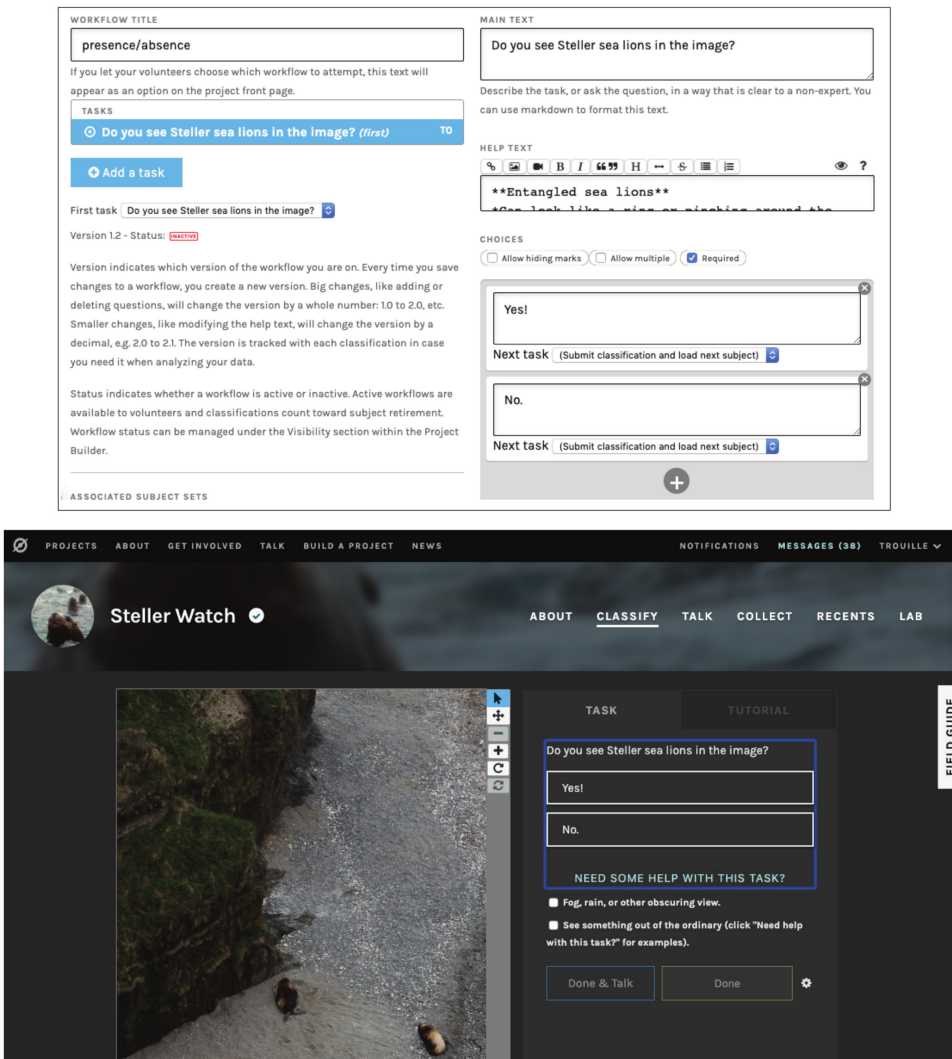 WORKFLOW TITLE
presence/absence
If you let your volunteers choose which workflow to attempt, this text will
appear as an option on the project front page.
TASKS
Do you see Steller sea lions in the image? (first) T0
Add a task
First task Do you see Steller sea lions in the image?
Version 1.2 - Status: INACTIVE
Version indicates which version of the workflow you are on. Every time you save
changes to a workflow, you create a new version. Big changes, like adding or
deleting questions, will change the version by a whole number: 1.0 to 2.0, etc.
Smaller changes, like modifying the help text, will change the version by a
decimal, e.g. 2.0 to 2.1. The version is tracked with each classification in case
you need it when analyzing your data.
Status indicates whether a workflow is active or inactive. Active workflows are
available to volunteers and classifications count toward subject retirement.
Workflow status can be managed under the Visibility section within the Project
Builder.
ASSOCIATED SUBJECT SETS
MAIN TEXT
Do you see Steller sea lions in the image?
Describe the task, or ask the question, in a way that is clear to a non-expert. You
can use markdown to format this text.
HELP TEXT
B I ❝❞ H S ?
**Entangled sea lions**
*Can look like a ring or pinching around the
CHOICES
Allow hiding marks Allow multiple Required
Yes!
Next task (Submit classification and load next subject)
No.
Next task (Submit classification and load next subject)
PROJECTS ABOUT GET INVOLVED TALK BUILD A PROJECT NEWS NOTIFICATIONS MESSAGES (38) TROUILLE
Steller Watch ABOUT CLASSIFY TALK COLLECT RECENTS LAB
TASK TUTORIAL
Do you see Steller sea lions in the image?
Yes!
No.
NEED SOME HELP WITH THIS TASK?
Fog, rain, or other obscuring view.
See something out of the ordinary (click "Need help
with this task?" for examples).
Done & Talk Done
FIELD GUIDE